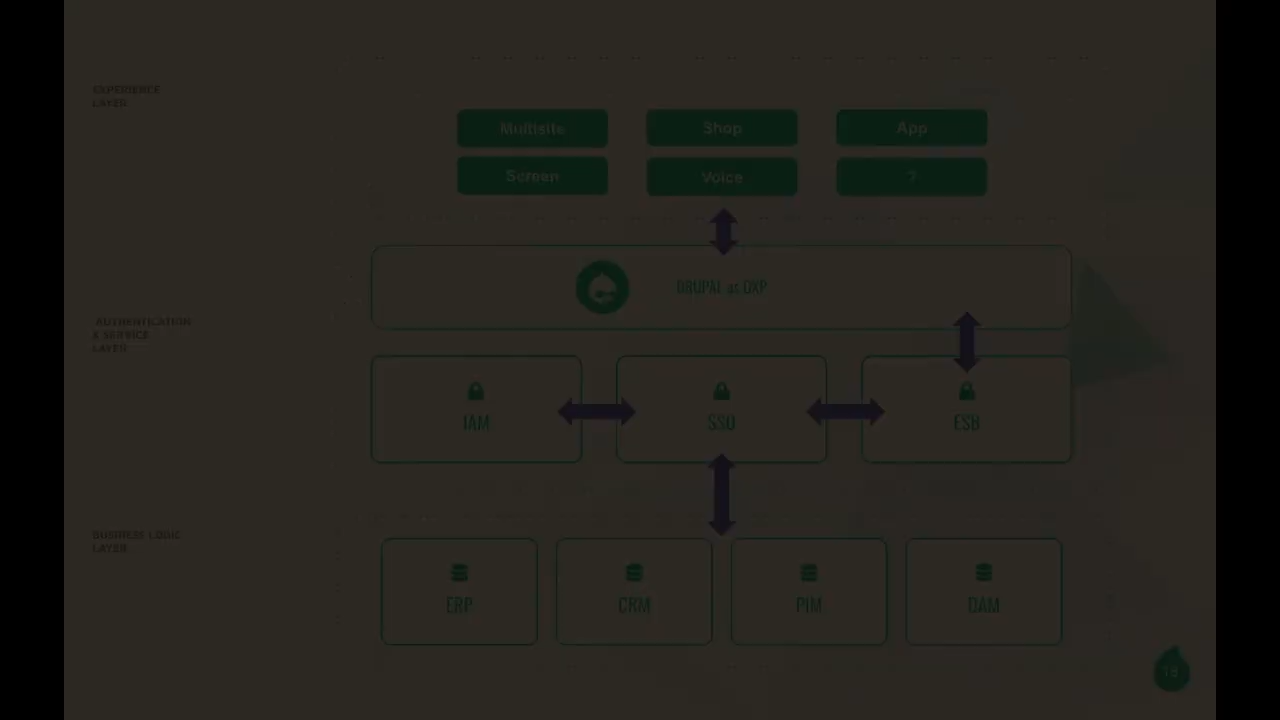 EXPERIENCE
LAYER
Multisite
Shop
App
Screen
Voice
?
DRUPAL as DXP
AUTHENTICATION
& SERVICE
LAYER
IAM
SSO
ESB
BUSINESS LOGIC
LAYER
ERP
CRM
PIM
DAM